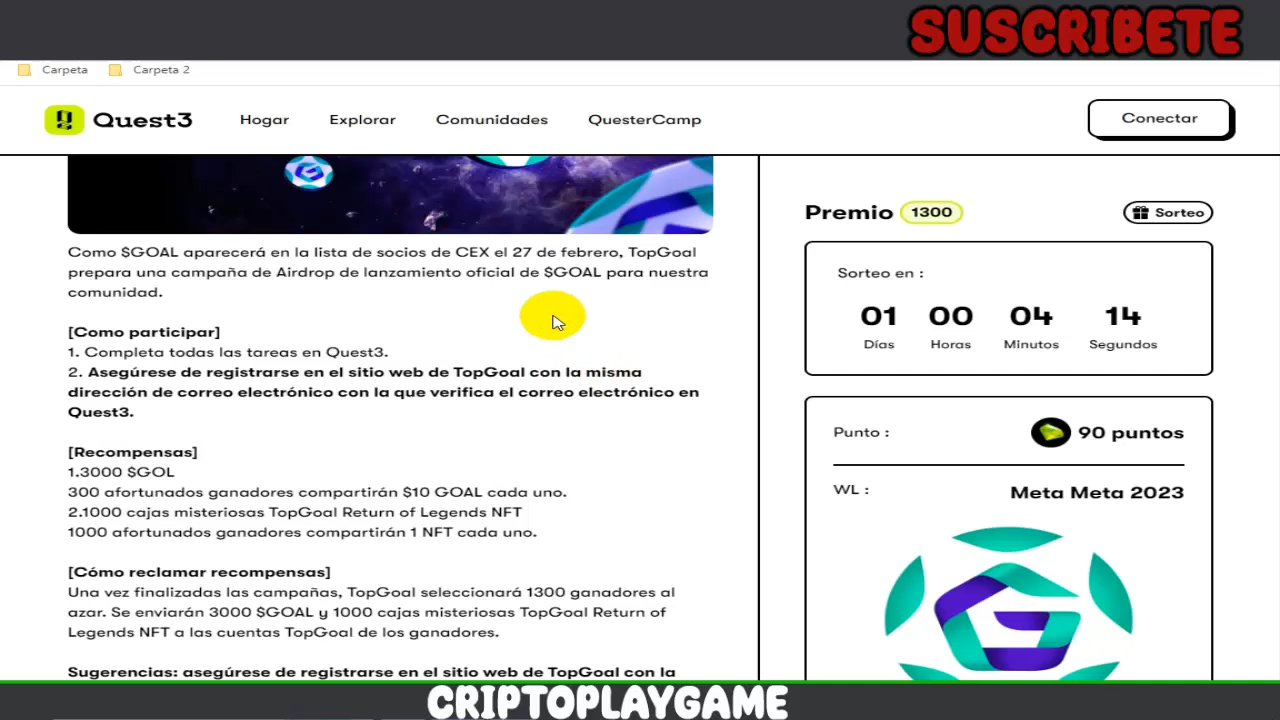 SUSCRIBETE
Carpeta Carpeta 2
Quest3 Hogar Explorar Comunidades QuesterCamp Conectar
Como $GOAL aparecerá en la lista de socios de CEX el 27 de febrero, TopGoal
prepara una campaña de Airdrop de lanzamiento oficial de $GOAL para nuestra
comunidad.
[Como participar]
1. Completa todas las tareas en Quest3.
2. Asegúrese de registrarse en el sitio web de TopGoal con la misma
dirección de correo electrónico con la que verifica el correo electrónico en
Quest3.
[Recompensas]
1.3000 $GOL
300 afortunados ganadores compartirán $10 GOAL cada uno.
2.1000 cajas misteriosas TopGoal Return of Legends NFT
1000 afortunados ganadores compartirán 1 NFT cada uno.
[Cómo reclamar recompensas]
Una vez finalizadas las campañas, TopGoal seleccionará 1300 ganadores al
azar. Se enviarán 3000 $GOAL y 1000 cajas misteriosas TopGoal Return of
Legends NFT a las cuentas TopGoal de los ganadores.
Sugerencias: asegúrese de registrarse en el sitio web de TopGoal con la
Premio 1300 Sorteo
Sorteo en :
01 00 04 14
Días Horas Minutos Segundos
Punto : 90 puntos
WL : Meta Meta 2023
CRIPTOPLAYGAME